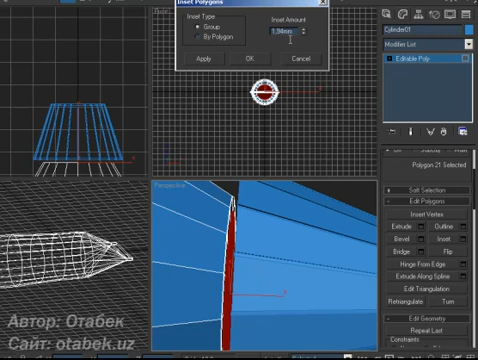 Inset Polygons
Inset Type
Group
By Polygon
Inset Amount
1,94mm
Apply
OK
Cancel
Perspective
Cylinder01
Modifier List
Editable Poly
Polygon 21 Selected
Soft Selection
Edit Polygons
Insert Vertex
Extrude
Outline
Bevel
Inset
Bridge
Flip
Hinge From Edge
Extrude Along Spline
Edit Triangulation
Retriangulate
Turn
Edit Geometry
Repeat Last
Constraints
Автор: Отабек
Сайт: otabek.uz